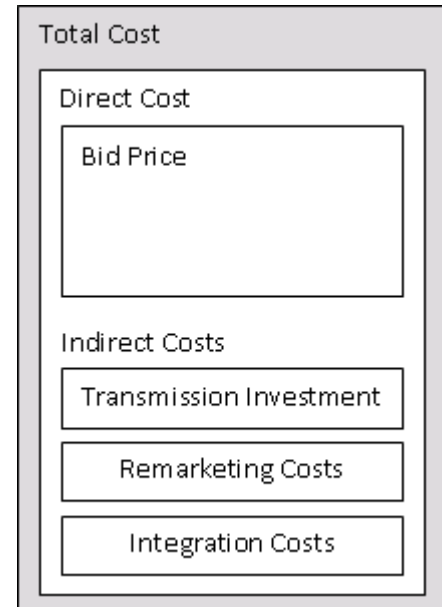 Total Cost
Direct Cost
Bid Price
Indirect Costs
Transmission Investment
Remarketing Costs
Integration Costs